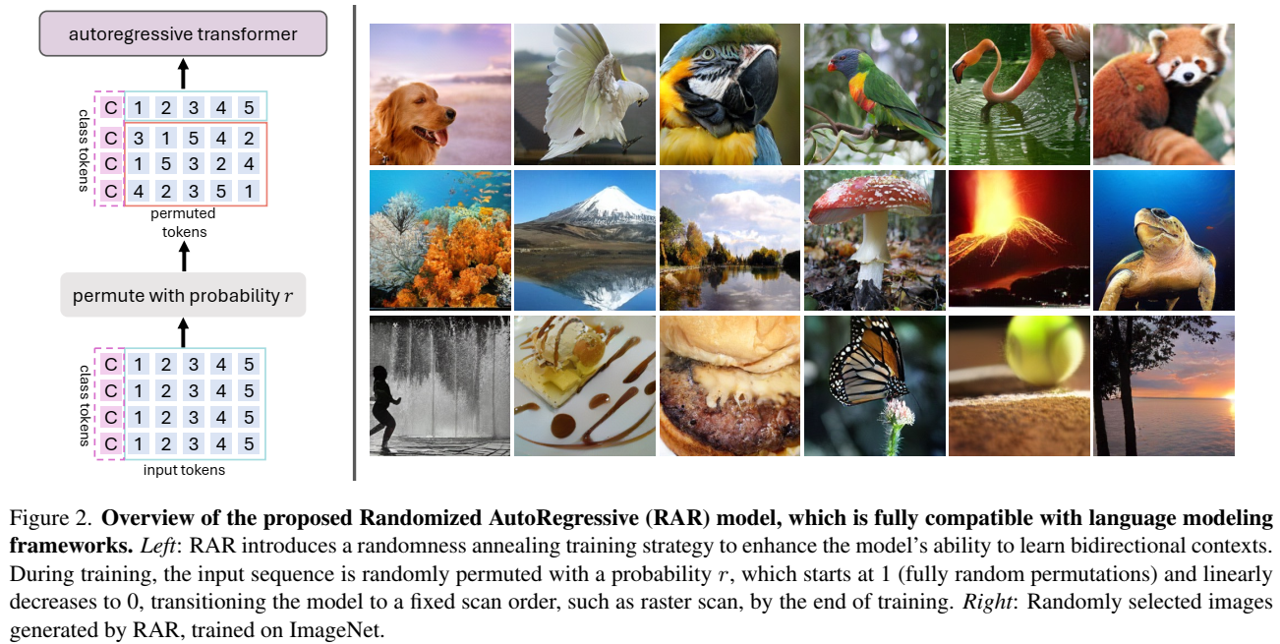 autoregressive transformer
class tokens
C 1 2 3 4 5
C 3 1 5 4 2
C 1 5 3 2 4
C 4 2 3 5 1
permuted
tokens
permute with probability r
class tokens
C 1 2 3 4 5
C 1 2 3 4 5
C 1 2 3 4 5
C 1 2 3 4 5
input tokens
Figure 2. Overview of the proposed Randomized AutoRegressive (RAR) model, which is fully compatible with language modeling
frameworks. Left: RAR introduces a randomness annealing training strategy to enhance the model's ability to learn bidirectional contexts.
During training, the input sequence is randomly permuted with a probability r, which starts at 1 (fully random permutations) and linearly
decreases to 0, transitioning the model to a fixed scan order, such as raster scan, by the end of training. Right: Randomly selected images
generated by RAR, trained on ImageNet.